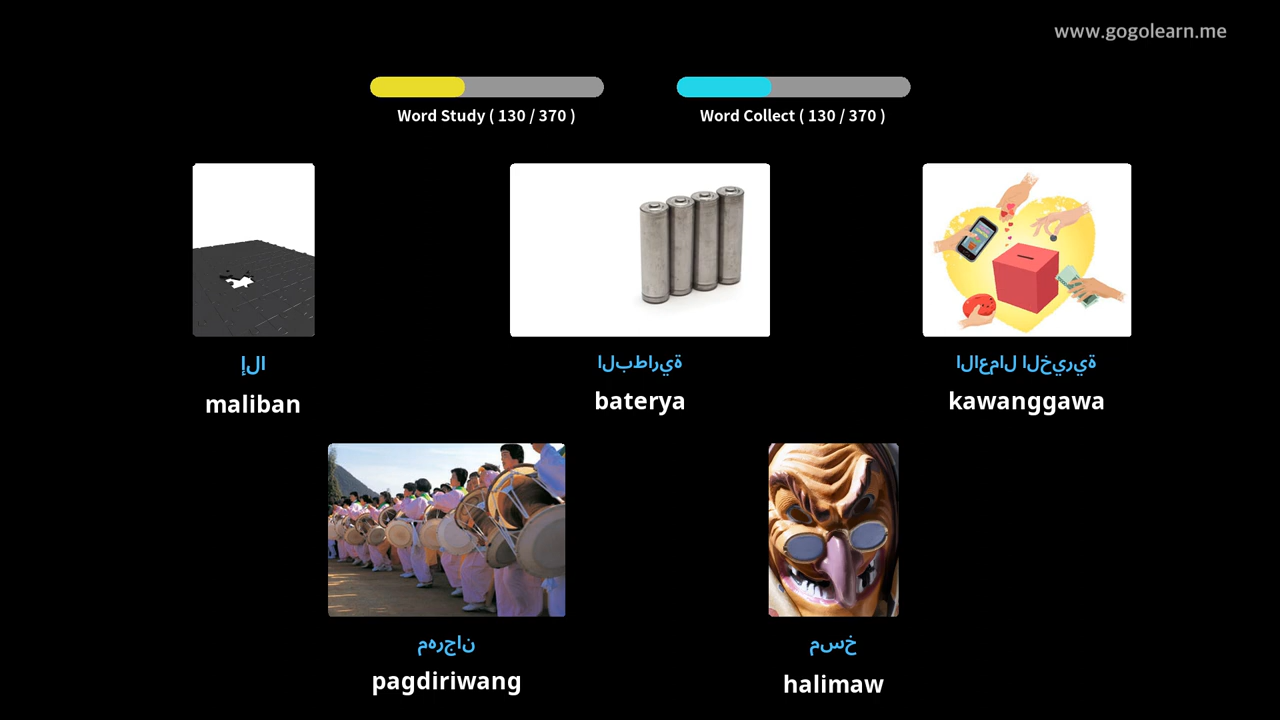 www.gogolearn.me
Word Study ( 130 / 370 )
Word Collect ( 130 / 370 )
إلا
maliban
البطارية
baterya
الاعمال الخيرية
kawanggawa
مهرجان
pagdiriwang
مسخ
halimaw